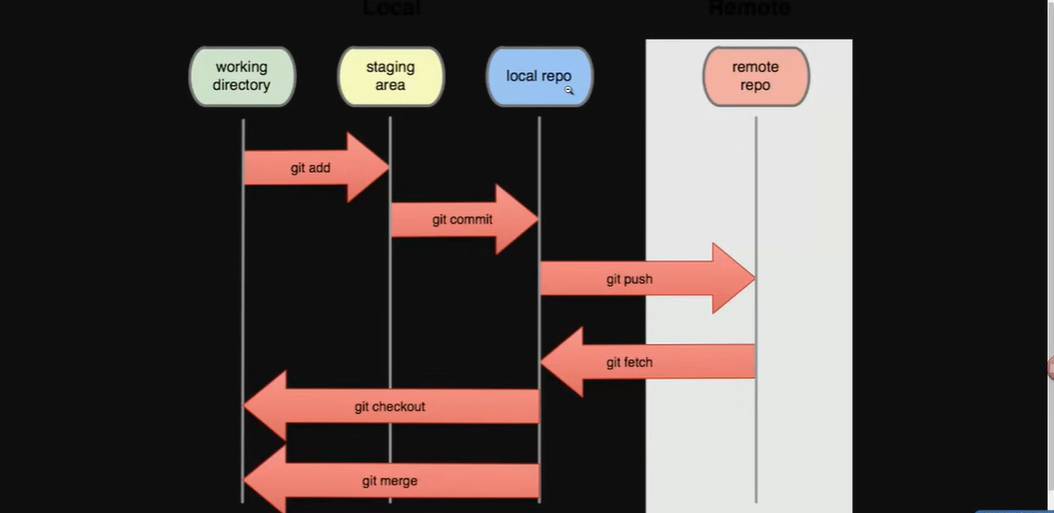 Local
Remote
working
directory
staging
area
local repo
remote
repo
git add
git commit
git push
git fetch
git checkout
git merge